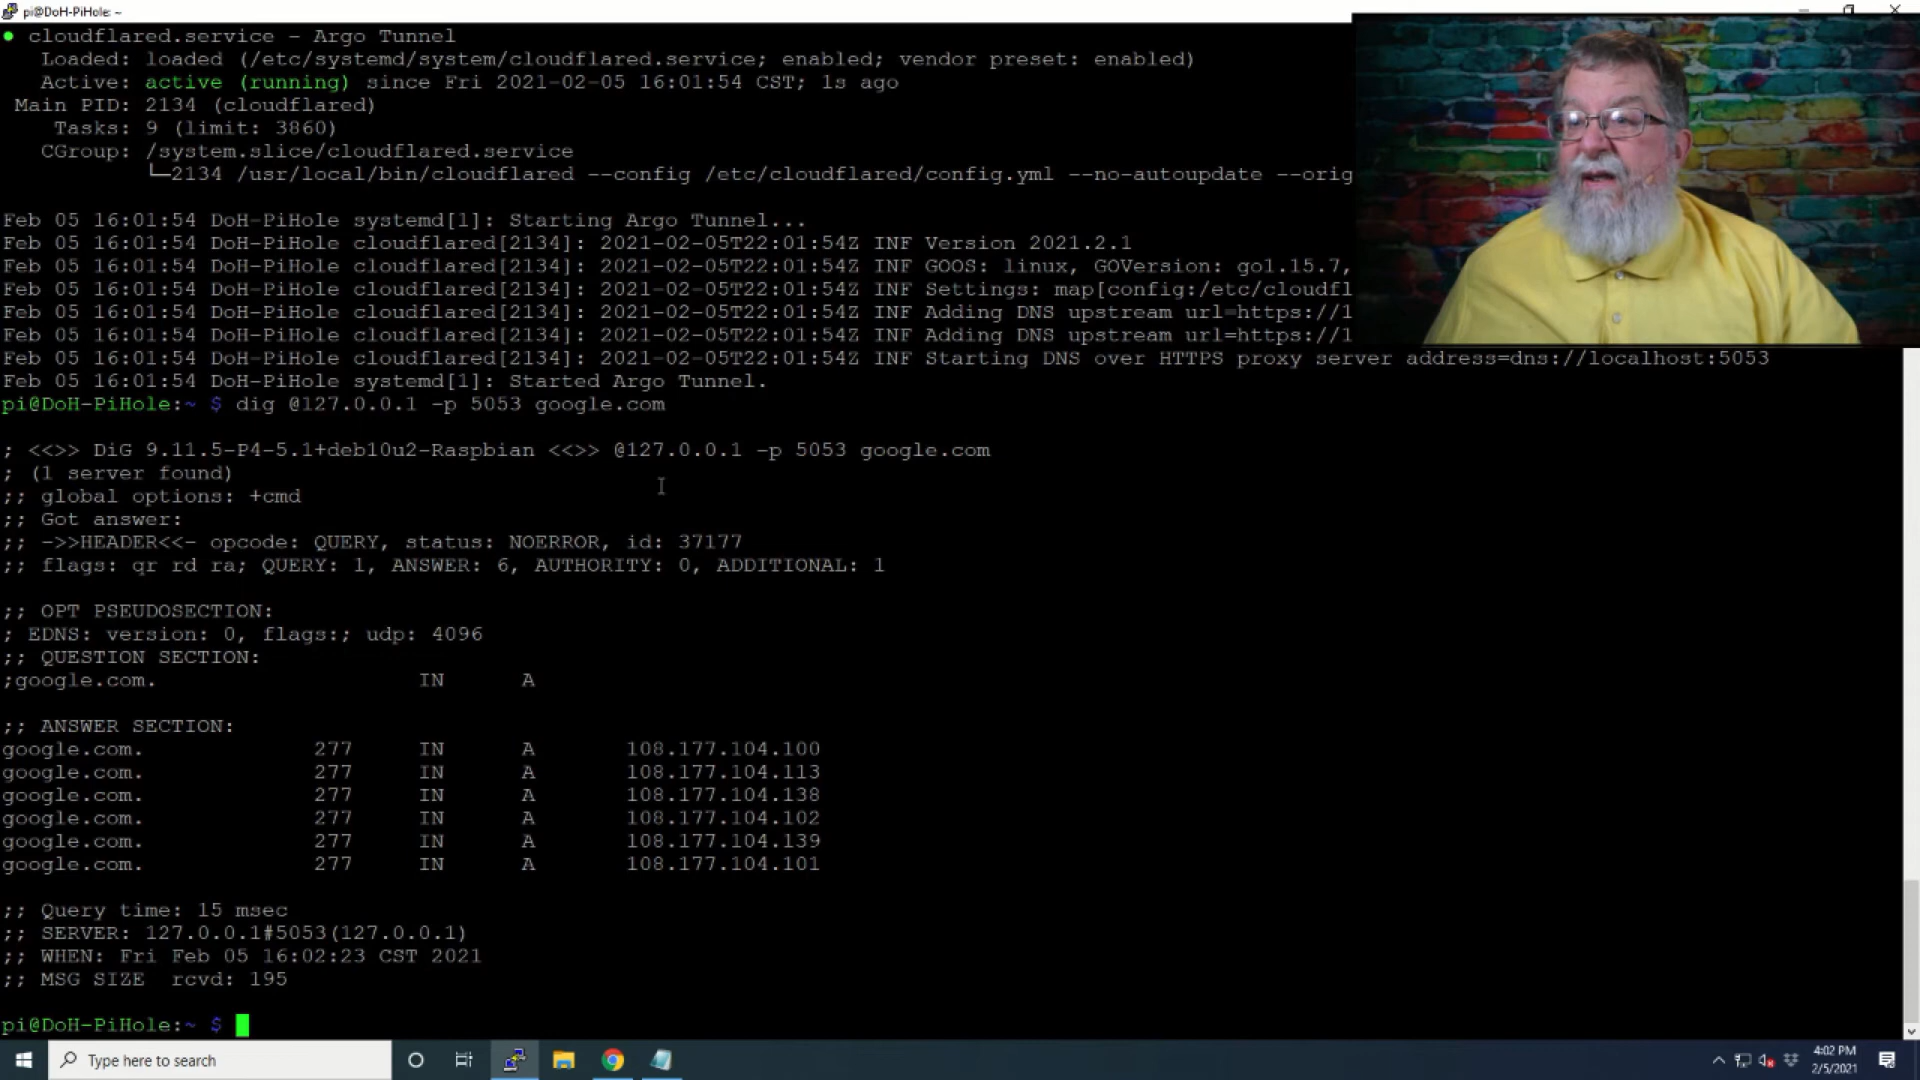 pi@DoH-PiHole: ~
● cloudflared.service - Argo Tunnel
Loaded: loaded (/etc/systemd/system/cloudflared.service; enabled; vendor preset: enabled)
Active: active (running) since Fri 2021-02-05 16:01:54 CST; 1s ago
Main PID: 2134 (cloudflared)
Tasks: 9 (limit: 3860)
CGroup: /system.slice/cloudflared.service
└─2134 /usr/local/bin/cloudflared --config /etc/cloudflared/config.yml --no-autoupdate --orig
Feb 05 16:01:54 DoH-PiHole systemd[1]: Starting Argo Tunnel...
Feb 05 16:01:54 DoH-PiHole cloudflared[2134]: 2021-02-05T22:01:54Z INF Version 2021.2.1
Feb 05 16:01:54 DoH-PiHole cloudflared[2134]: 2021-02-05T22:01:54Z INF GOOS: linux, GOVersion: go1.15.7,
Feb 05 16:01:54 DoH-PiHole cloudflared[2134]: 2021-02-05T22:01:54Z INF Settings: map[config:/etc/cloudfl
Feb 05 16:01:54 DoH-PiHole cloudflared[2134]: 2021-02-05T22:01:54Z INF Adding DNS upstream url=https://1
Feb 05 16:01:54 DoH-PiHole cloudflared[2134]: 2021-02-05T22:01:54Z INF Adding DNS upstream url=https://1
Feb 05 16:01:54 DoH-PiHole cloudflared[2134]: 2021-02-05T22:01:54Z INF Starting DNS over HTTPS proxy server address=dns://localhost:5053
Feb 05 16:01:54 DoH-PiHole systemd[1]: Started Argo Tunnel.
pi@DoH-PiHole:~ $ dig @127.0.0.1 -p 5053 google.com
; <<>> DiG 9.11.5-P4-5.1+deb10u2-Raspbian <<>> @127.0.0.1 -p 5053 google.com
; (1 server found)
;; global options: +cmd
;; Got answer:
;; ->>HEADER<<- opcode: QUERY, status: NOERROR, id: 37177
;; flags: qr rd ra; QUERY: 1, ANSWER: 6, AUTHORITY: 0, ADDITIONAL: 1
;; OPT PSEUDOSECTION:
; EDNS: version: 0, flags:; udp: 4096
;; QUESTION SECTION:
;google.com. IN A
;; ANSWER SECTION:
google.com. 277 IN A 108.177.104.100
google.com. 277 IN A 108.177.104.113
google.com. 277 IN A 108.177.104.138
google.com. 277 IN A 108.177.104.102
google.com. 277 IN A 108.177.104.139
google.com. 277 IN A 108.177.104.101
;; Query time: 15 msec
;; SERVER: 127.0.0.1#5053(127.0.0.1)
;; WHEN: Fri Feb 05 16:02:23 CST 2021
;; MSG SIZE rcvd: 195
pi@DoH-PiHole:~ $
Type here to search
4:02 PM
2/5/2021